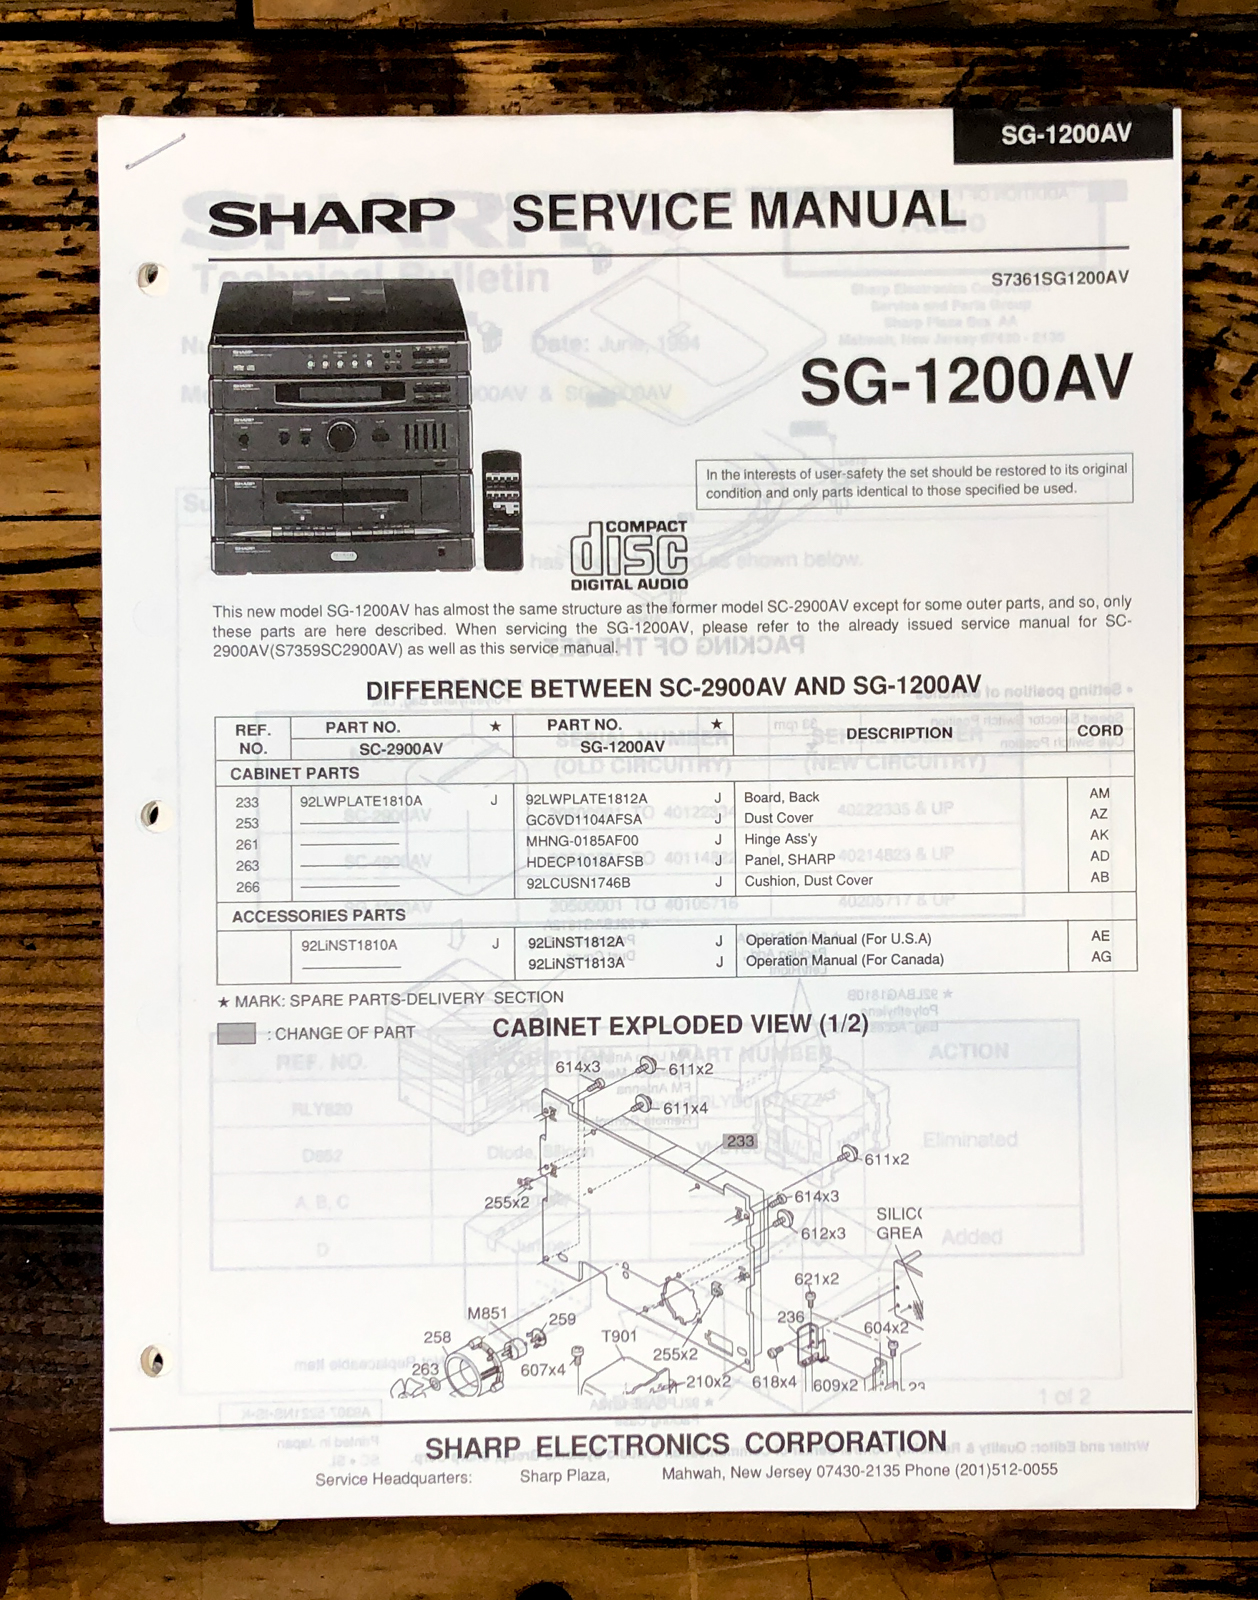 SG-1200AV
SHARP SERVICE MANUAL
S7361SG1200AV
SG-1200AV
In the interests of user-safety the set should be restored to its original
condition and only parts identical to those specified be used.
COMPACT
disc
DIGITAL AUDIO
This new model SG-1200AV has almost the same structure as the former model SC-2900AV except for some outer parts, and so, only
these parts are here described. When servicing the SG-1200AV, please refer to the already issued service manual for SC-
2900AV(S7359SC2900AV) as well as this service manual.
DIFFERENCE BETWEEN SC-2900AV AND SG-1200AV
REF. NO. PART NO. ★ PART NO. ★ DESCRIPTION CORD
SC-2900AV SG-1200AV
CABINET PARTS
233 92LWPLATE1810A J 92LWPLATE1812A J Board, Back AM
253 GCōVD1104AFSA J Dust Cover AZ
261 MHNG-0185AF00 J Hinge Ass'y AK
263 HDECP1018AFSB J Panel, SHARP AD
266 92LCUSN1746B J Cushion, Dust Cover AB
ACCESSORIES PARTS
92LiNST1810A J 92LiNST1812A J Operation Manual (For U.S.A) AE
92LiNST1813A J Operation Manual (For Canada) AG
★ MARK: SPARE PARTS-DELIVERY SECTION
: CHANGE OF PART
CABINET EXPLODED VIEW (1/2)
614x3
611x2
611x4
233
611x2
255x2
614x3
612x3
SILIC
GREA
621x2
M851
259
236
604x2
258
T901
263
607x4
255x2
210x2
618x4
609x2
SHARP ELECTRONICS CORPORATION
Service Headquarters: Sharp Plaza, Mahwah, New Jersey 07430-2135 Phone (201)512-0055